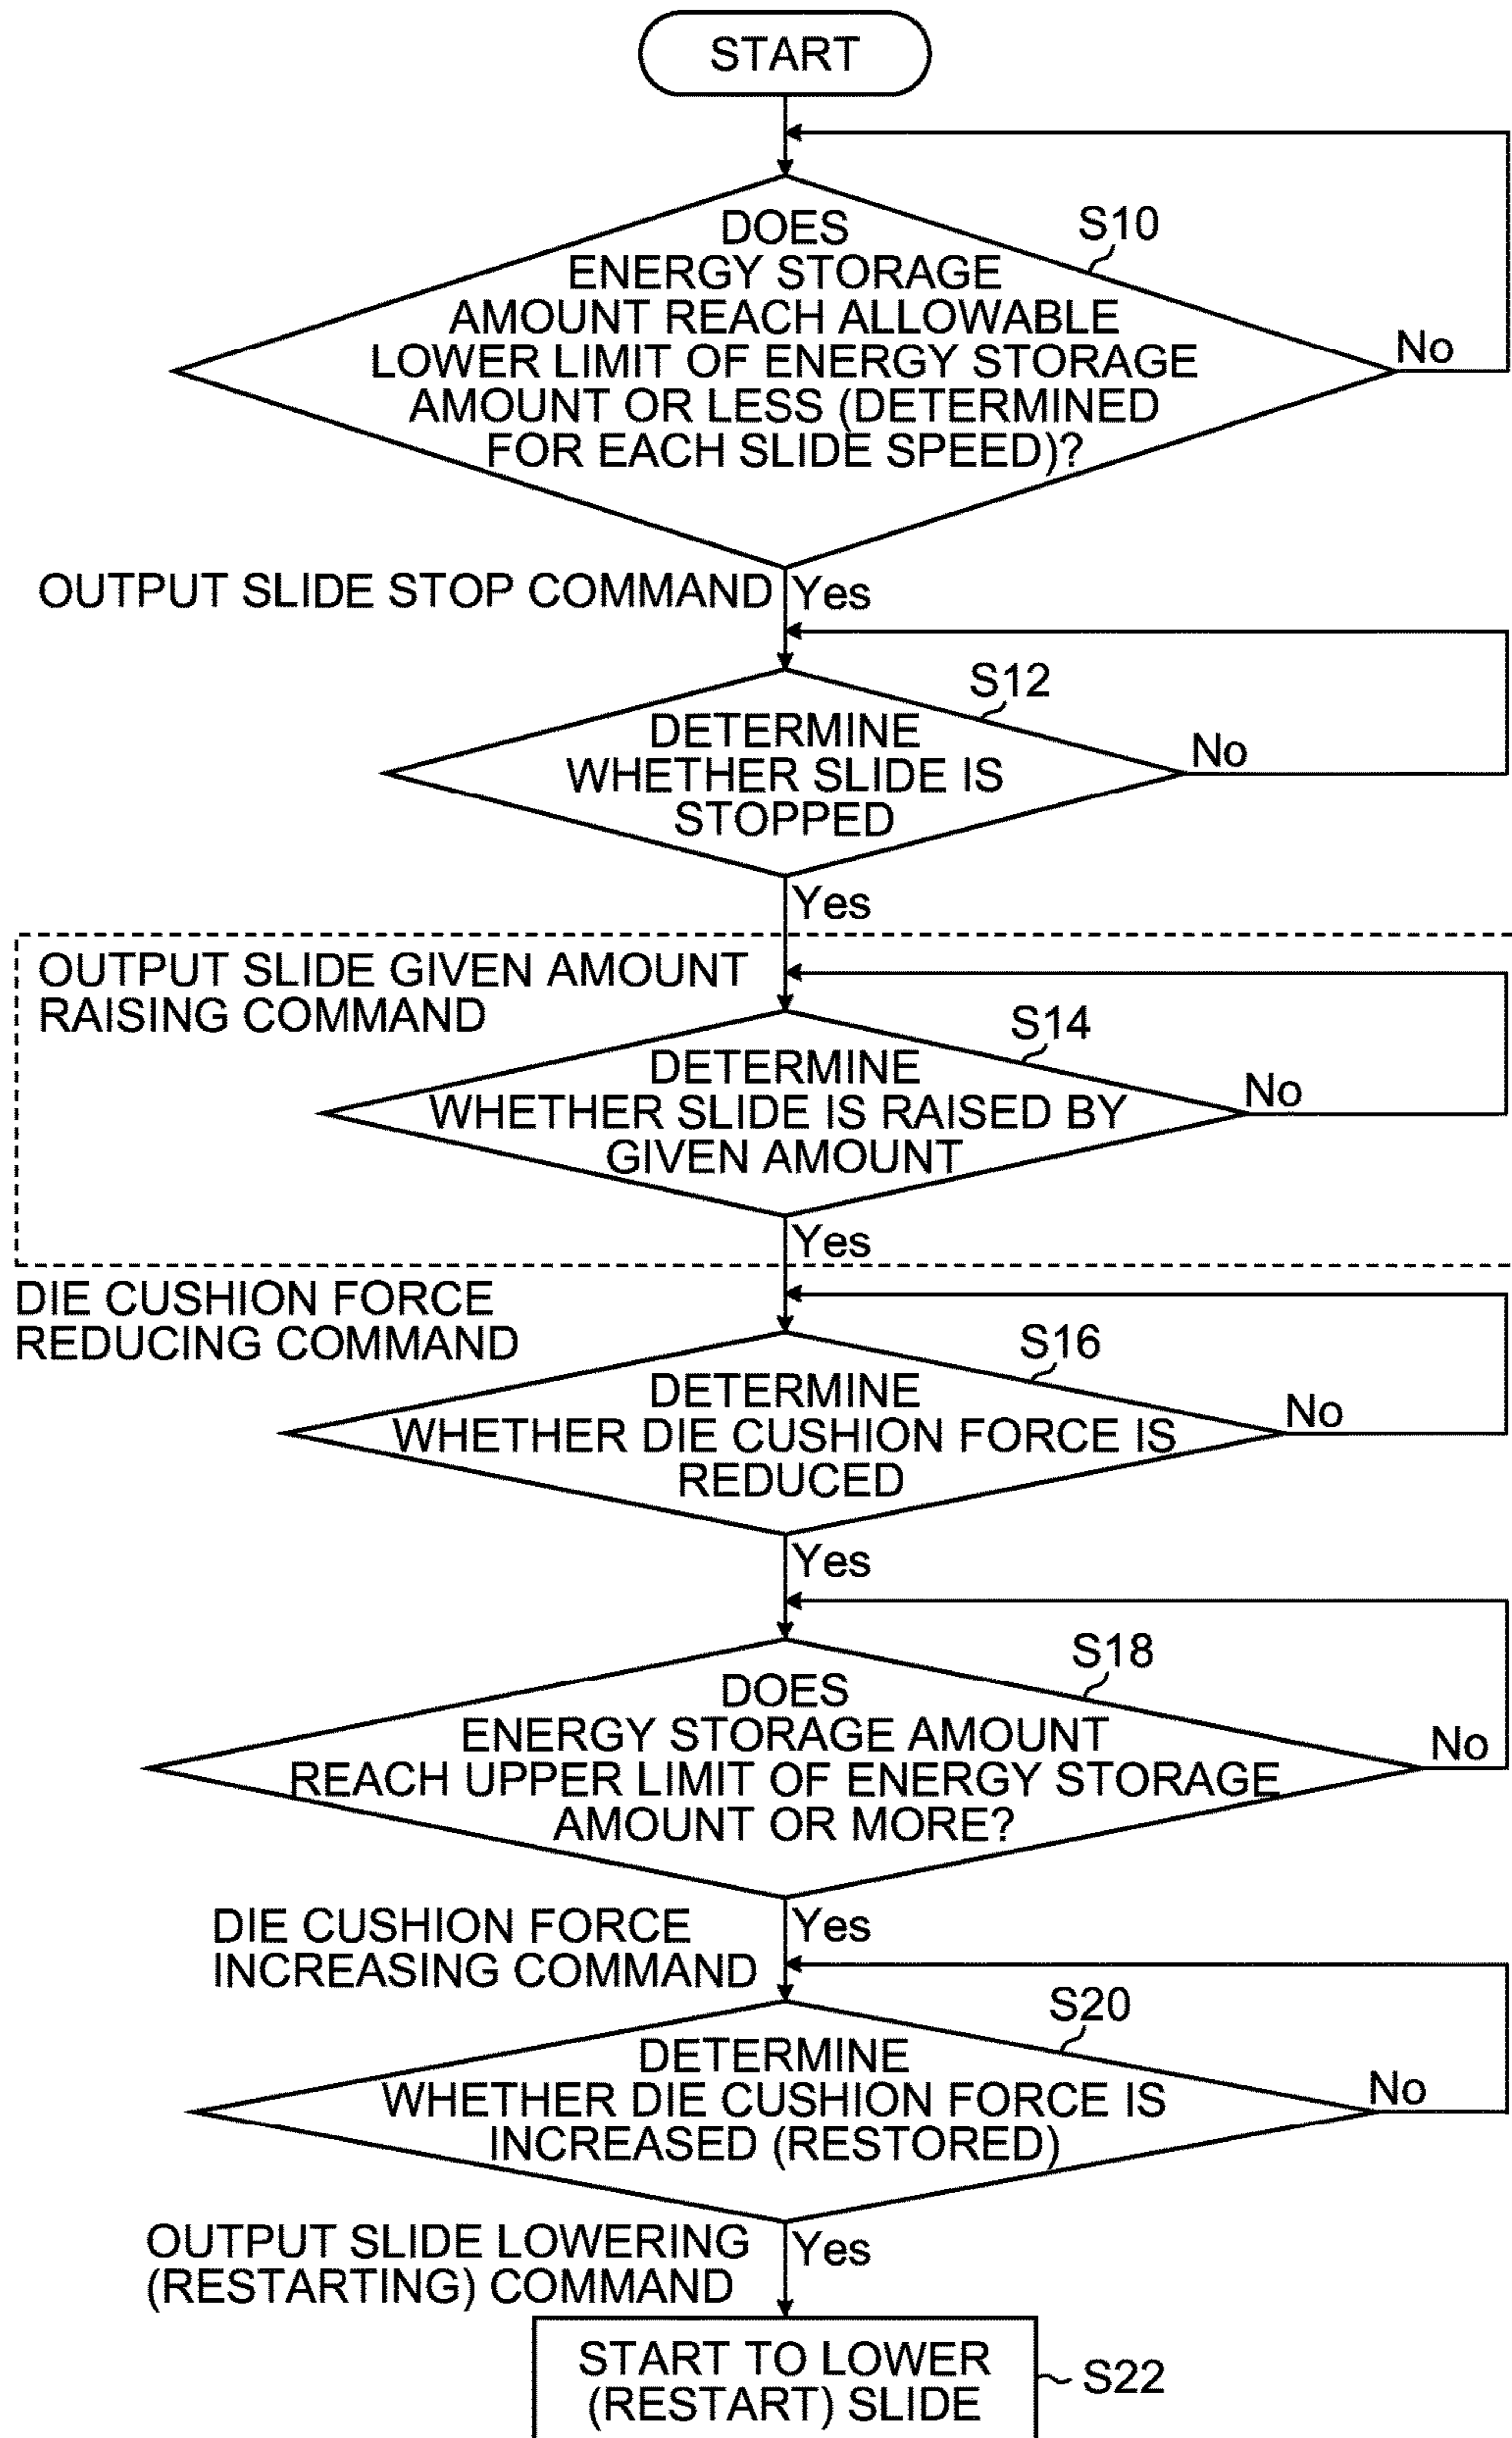 START
S10
DOES
ENERGY STORAGE
AMOUNT REACH ALLOWABLE
LOWER LIMIT OF ENERGY STORAGE
AMOUNT OR LESS (DETERMINED
FOR EACH SLIDE SPEED)?
No
OUTPUT SLIDE STOP COMMAND
Yes
S12
DETERMINE
WHETHER SLIDE IS
STOPPED
No
Yes
OUTPUT SLIDE GIVEN AMOUNT
RAISING COMMAND
S14
DETERMINE
WHETHER SLIDE IS RAISED BY
GIVEN AMOUNT
No
Yes
DIE CUSHION FORCE
REDUCING COMMAND
S16
DETERMINE
WHETHER DIE CUSHION FORCE IS
REDUCED
No
Yes
S18
DOES
ENERGY STORAGE AMOUNT
REACH UPPER LIMIT OF ENERGY STORAGE
AMOUNT OR MORE?
No
DIE CUSHION FORCE
INCREASING COMMAND
Yes
S20
DETERMINE
WHETHER DIE CUSHION FORCE IS
INCREASED (RESTORED)
No
OUTPUT SLIDE LOWERING
(RESTARTING) COMMAND
Yes
START TO LOWER
(RESTART) SLIDE
S22